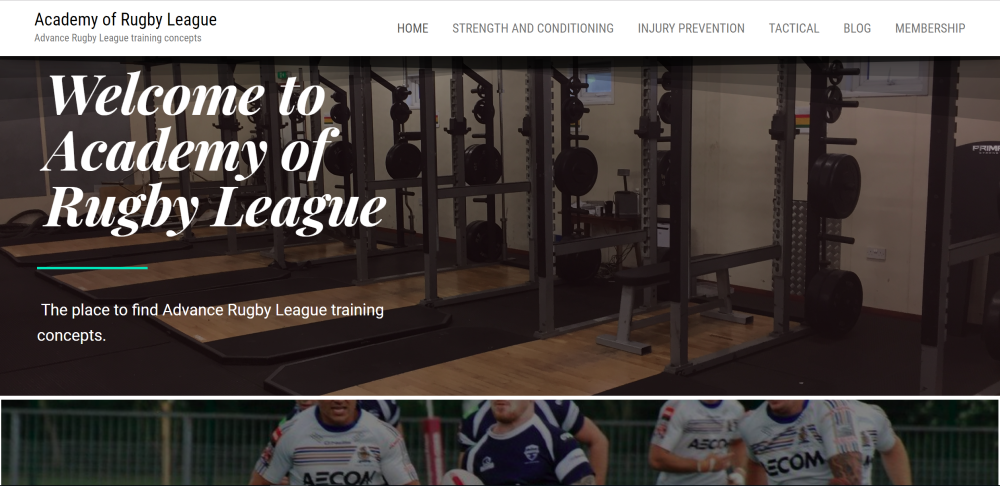 Academy of Rugby League
Advance Rugby League training concepts
HOME STRENGTH AND CONDITIONING INJURY PREVENTION TACTICAL BLOG MEMBERSHIP
Welcome to
Academy of
Rugby League
The place to find Advance Rugby League training
concepts.
AECOM AECOM AECOM